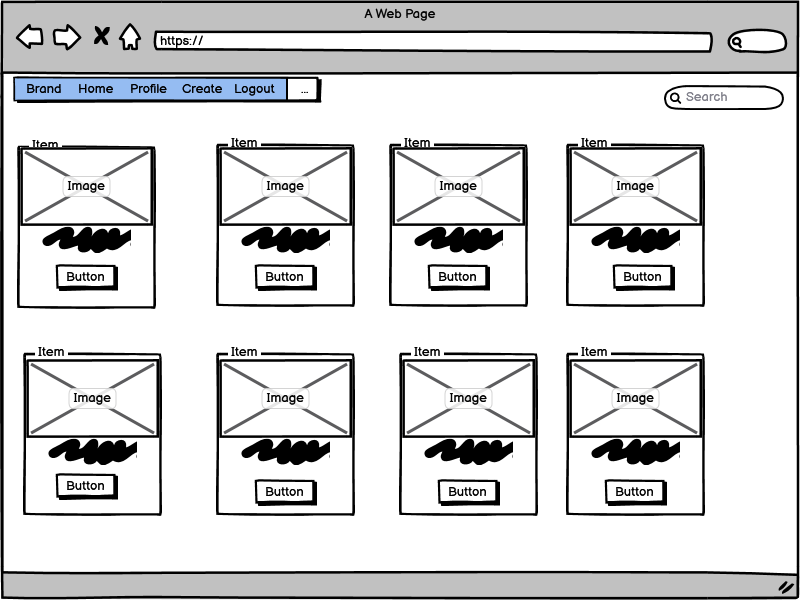 A Web Page
https://
Brand Home Profile Create Logout ...
Search
Item Item Item Item
Image Image Image Image
Button Button Button Button
Item Item Item Item
Image Image Image Image
Button Button Button Button